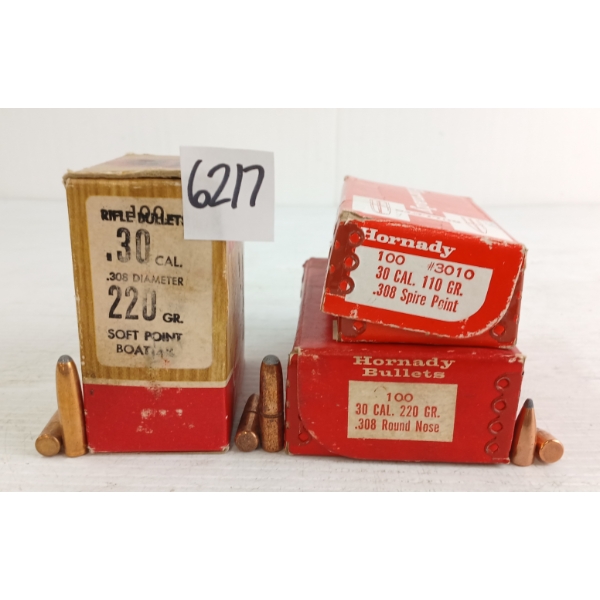 6217
100
RIFLE BULLETS
.30 CAL.
.308 DIAMETER
220 GR.
SOFT POINT
Hornady
100 #3010
30 CAL. 110 GR.
.308 Spire Point
Hornady
Bullets
100
30 CAL. 220 GR.
.308 Round Nose